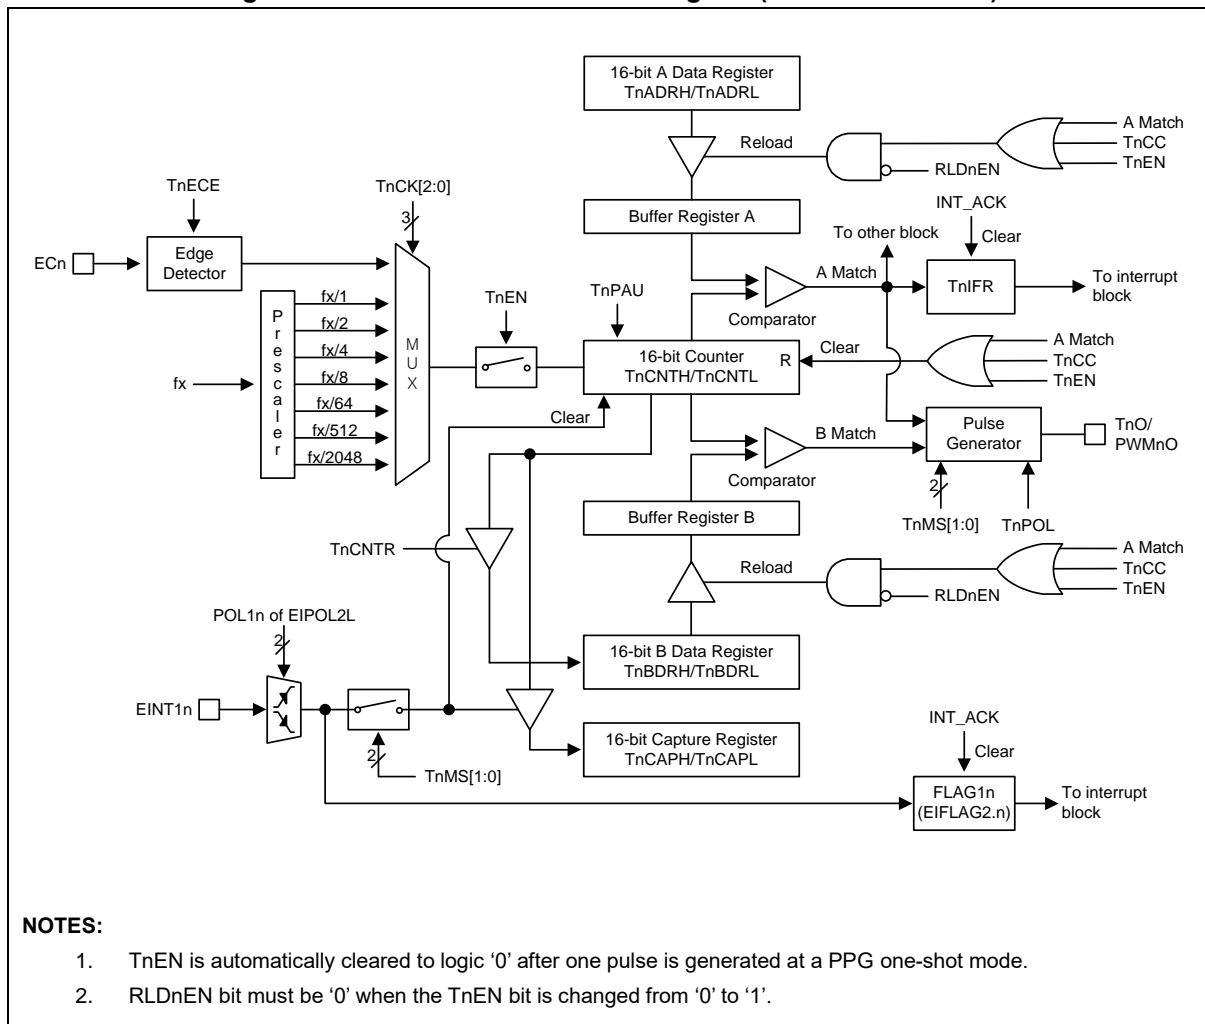 16-bit A Data Register
TnADRH/TnADRL
Reload
A Match
TnCC
TnEN
RLDnEN
TnECE
TnCK[2:0]
3
Buffer Register A
INT_ACK
Clear
To other block
ECn
Edge
Detector
A Match
TnIFR
To interrupt
block
Comparator
Prescaler
fx/1
fx/2
fx/4
fx/8
fx/64
fx/512
fx/2048
fx
MUX
TnEN
TnPAU
16-bit Counter
TnCNTH/TnCNTL
R
Clear
A Match
TnCC
TnEN
Clear
B Match
Pulse
Generator
TnO/
PWMnO
Comparator
2
TnMS[1:0]
TnPOL
Buffer Register B
TnCNTR
Reload
A Match
TnCC
TnEN
RLDnEN
POL1n of EIPOL2L
2
16-bit B Data Register
TnBDRH/TnBDRL
EINT1n
2
TnMS[1:0]
16-bit Capture Register
TnCAPH/TnCAPL
INT_ACK
Clear
FLAG1n
(EIFLAG2.n)
To interrupt
block
NOTES:
1. TnEN is automatically cleared to logic ‘0’ after one pulse is generated at a PPG one-shot mode.
2. RLDnEN bit must be ‘0’ when the TnEN bit is changed from ‘0’ to ‘1’.